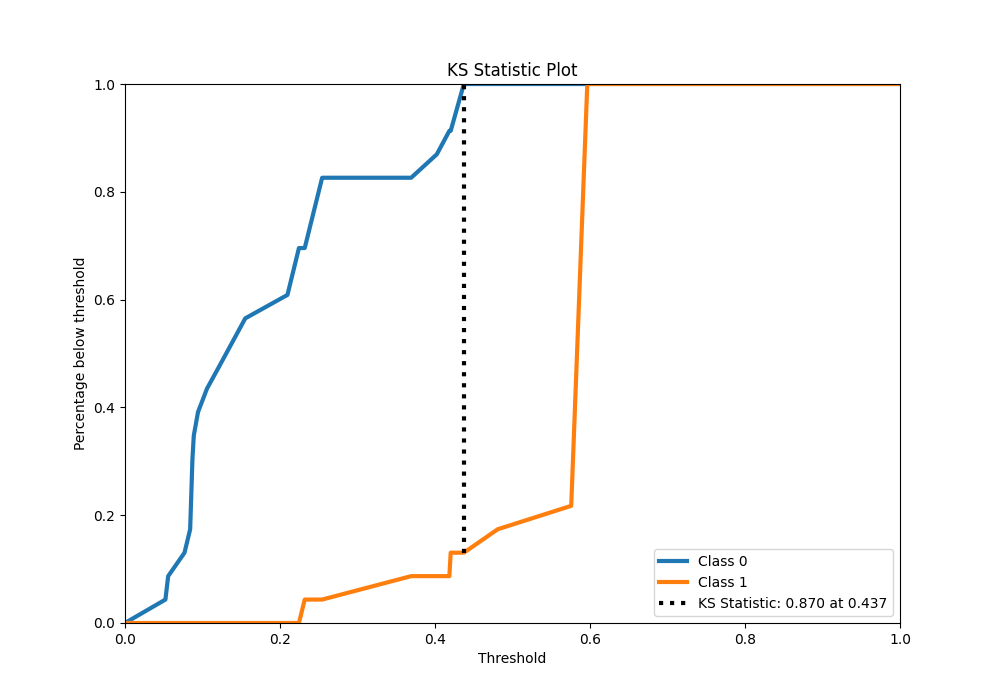 KS Statistic Plot
1.0
0.8
0.6
0.4
0.2
0.0
Percentage below threshold
0.0 0.2 0.4 0.6 0.8 1.0
Threshold
Class 0
Class 1
KS Statistic: 0.870 at 0.437